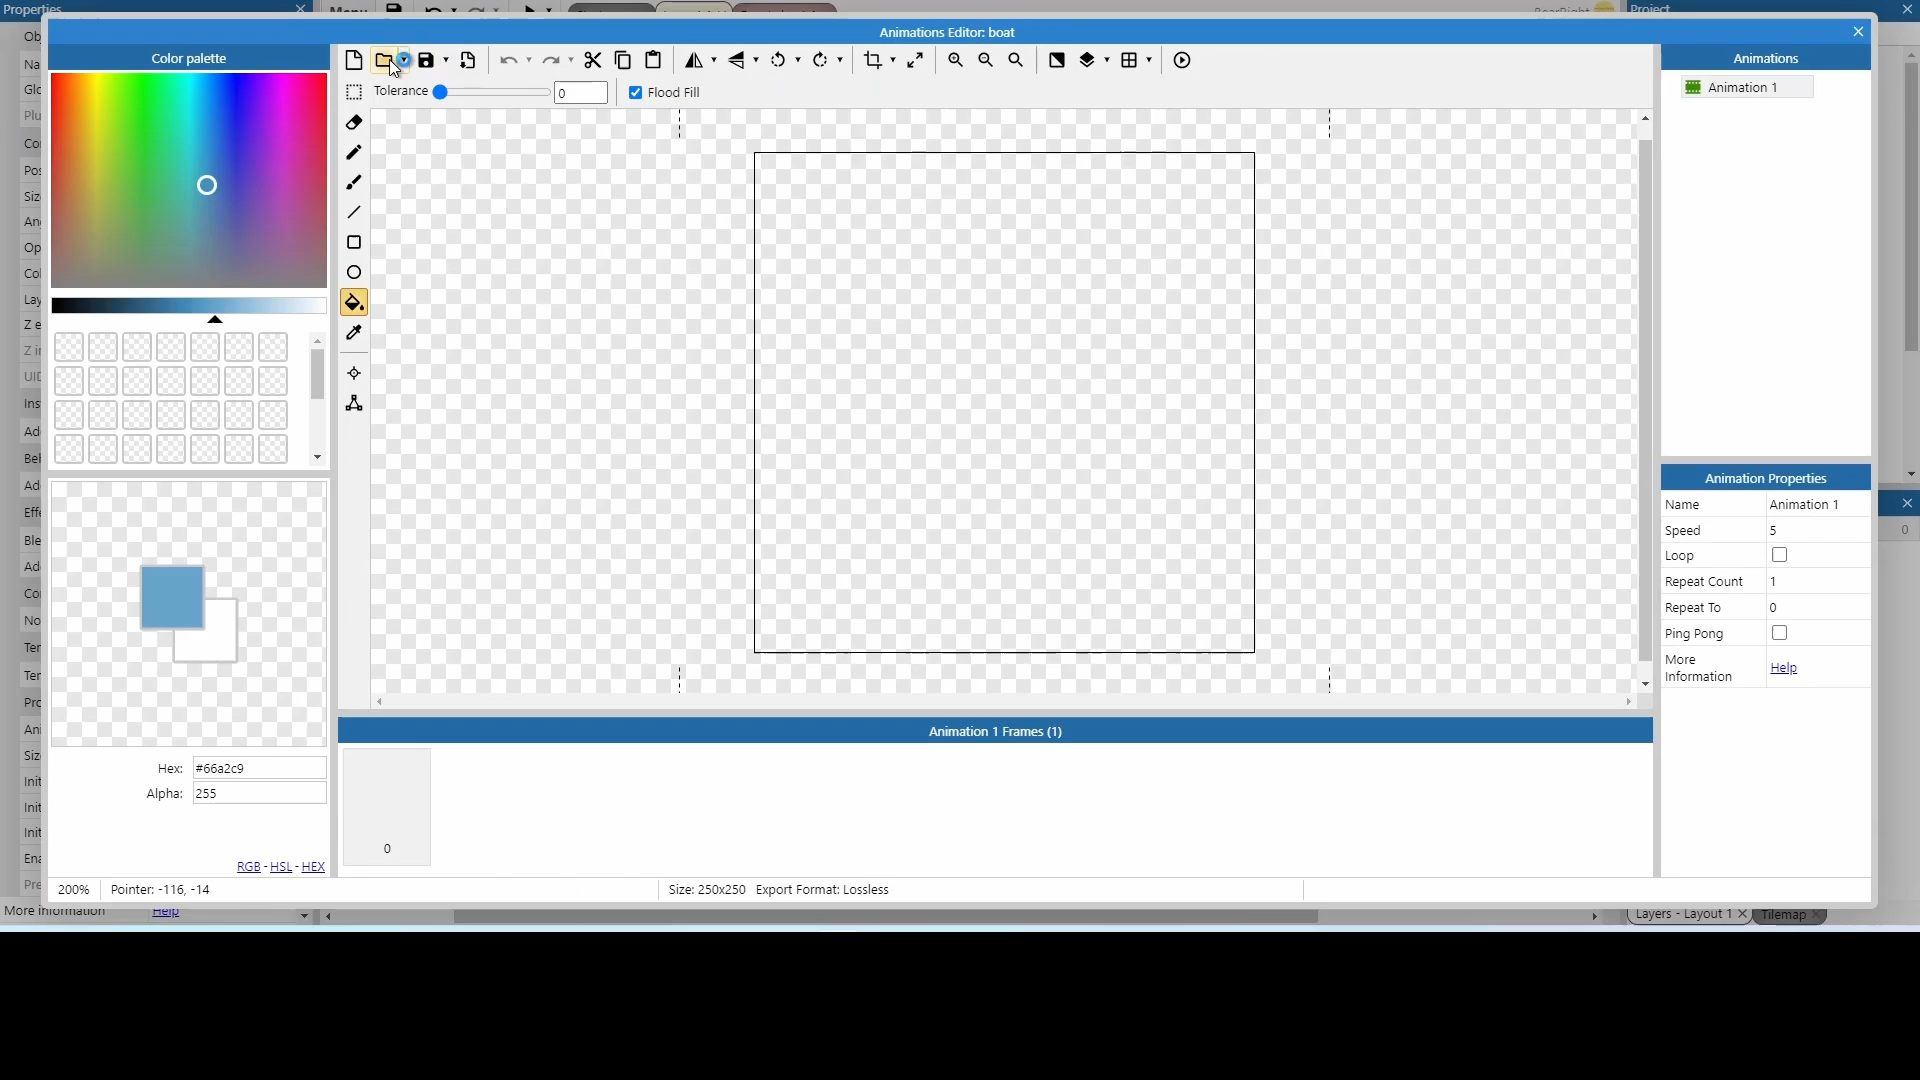 Properties
Menu
BearRight
Project
Animations Editor: boat
Color palette
Animations
Tolerance 0 Flood Fill
Animation 1
Animation Properties
Name Animation 1
Speed 5
Loop
Repeat Count 1
Repeat To 0
Ping Pong
More
Information Help
0
Animation 1 Frames (1)
0
Hex: #66a2c9
Alpha: 255
RGB - HSL - HEX
200% Pointer: -116, -14 Size: 250x250 Export Format: Lossless
More information Help
Layers - Layout 1 Tilemap